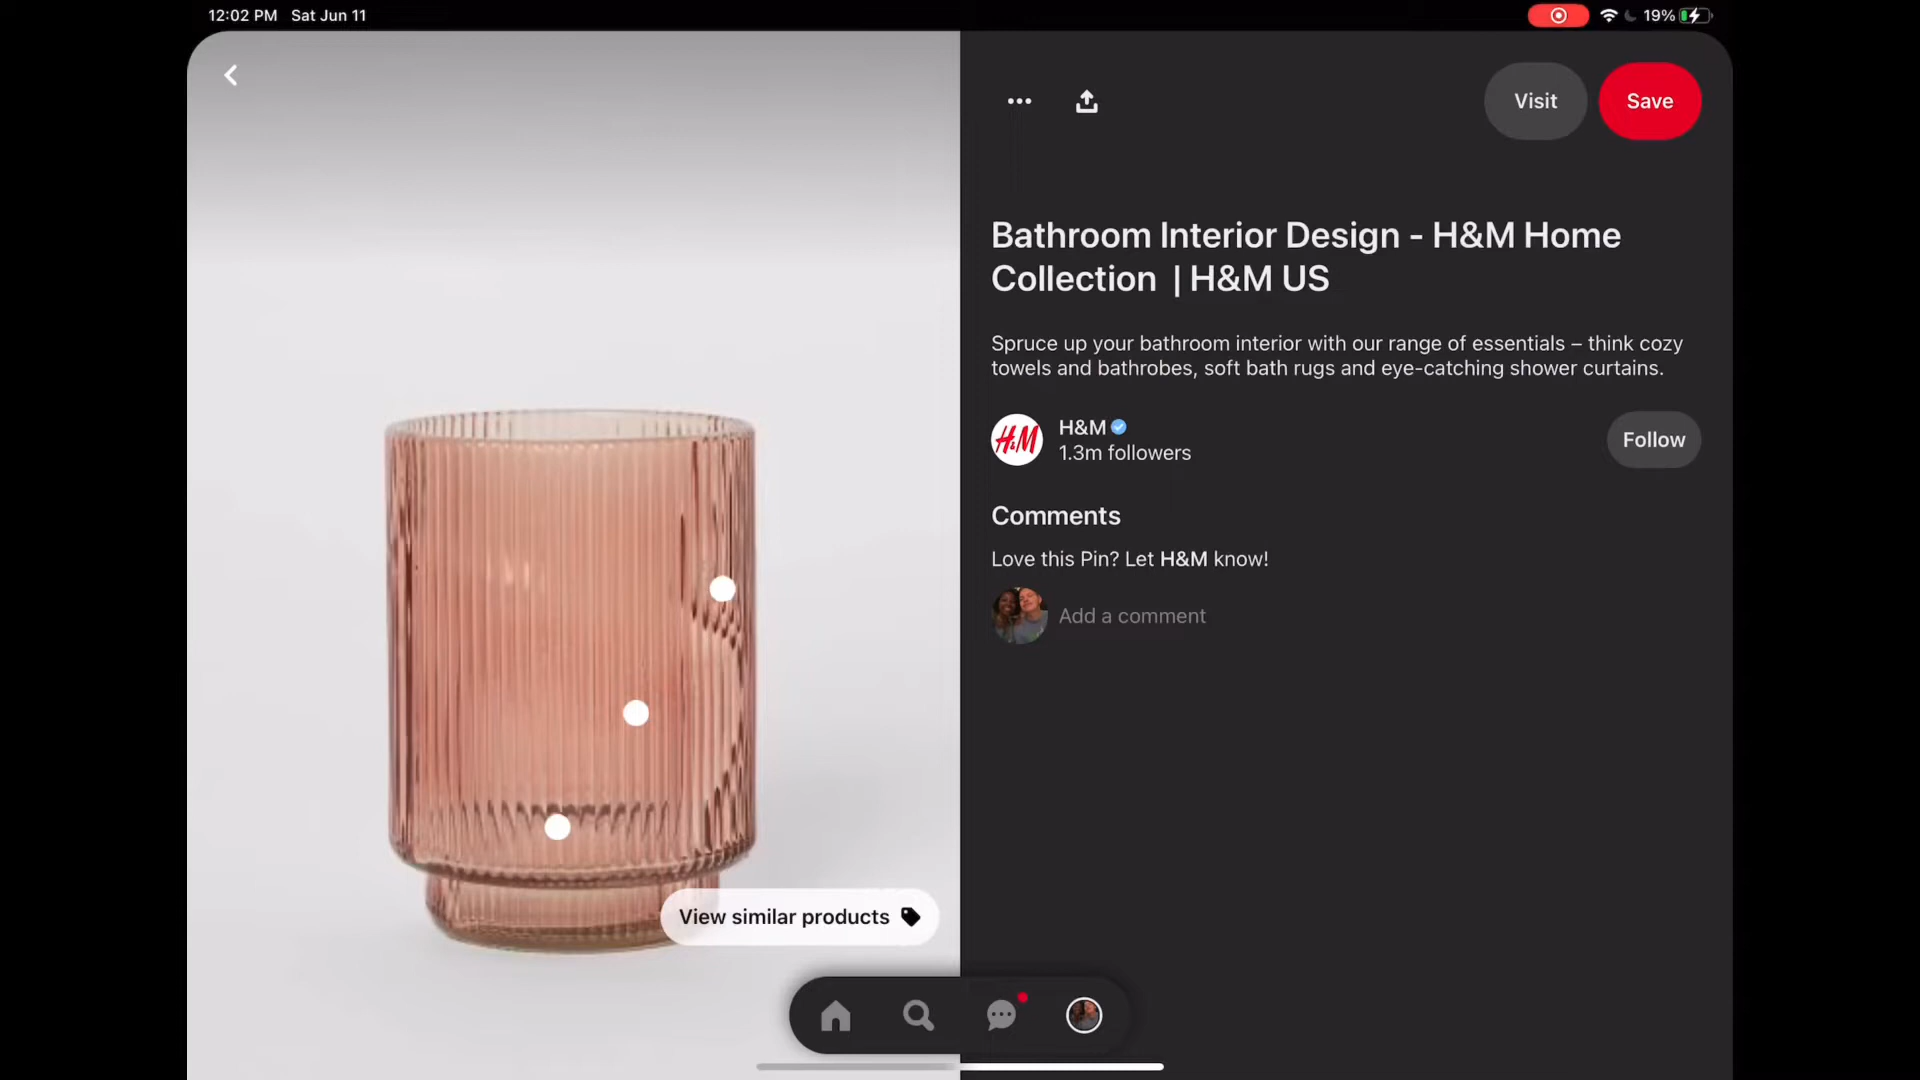 12:02 PM Sat Jun 11
19%
Visit
Save
Bathroom Interior Design - H&M Home
Collection | H&M US
Spruce up your bathroom interior with our range of essentials – think cozy
towels and bathrobes, soft bath rugs and eye-catching shower curtains.
H&M
H&M
1.3m followers
Follow
Comments
Love this Pin? Let H&M know!
Add a comment
View similar products